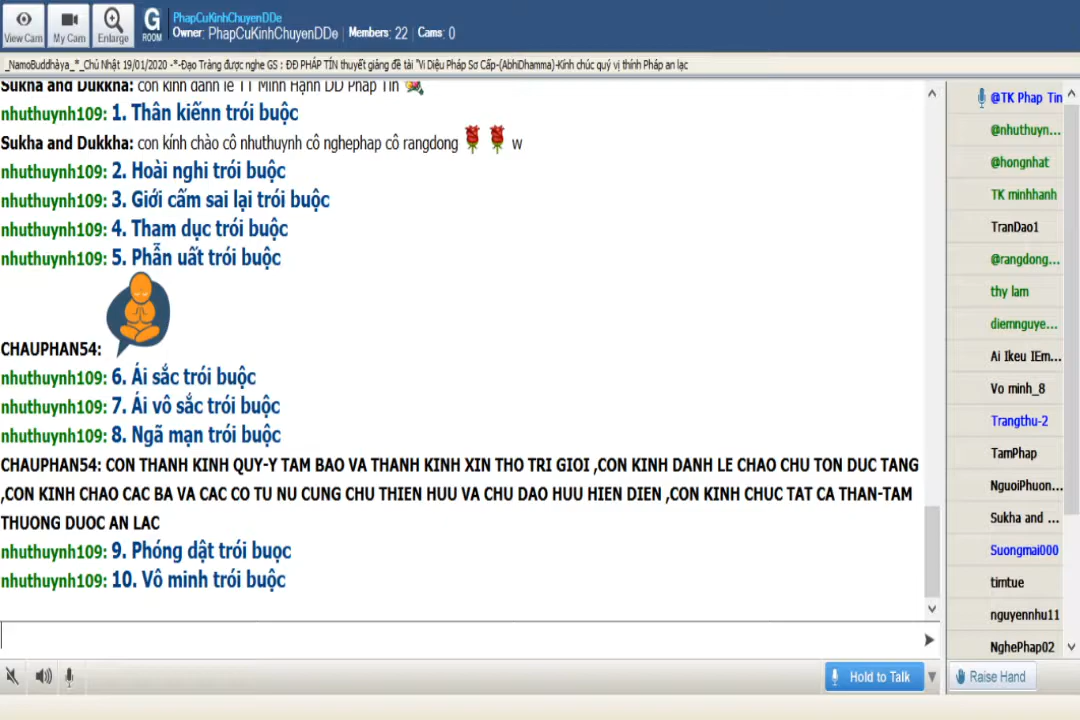 View Cam
My Cam
Enlarge
G
ROOM
PhapCuKinhChuyenDDe
Owner: PhapCuKinhChuyenDDe Members: 22 Cams: 0
_NamoBuddhàya_*_Chủ Nhật 19/01/2020 -*-Đạo Tràng được nghe GS : ĐĐ PHÁP TÍN thuyết giảng đề tài "Vi Diệu Pháp Sơ Cấp-(AbhiDhamma)-Kính chúc quý vị thính Pháp an lạc
Sukha and Dukkha: con kính đảnh lễ TT Minh Hạnh DD Pháp Tín
nhuthuynh109: 1. Thân kiếnn trói buộc
Sukha and Dukkha: con kính chào cô nhuthuynh cô nghephap cô rangdong w
nhuthuynh109: 2. Hoài nghi trói buộc
nhuthuynh109: 3. Giới cấm sai lại trói buộc
nhuthuynh109: 4. Tham dục trói buộc
nhuthuynh109: 5. Phẫn uất trói buộc
CHAUPHAN54:
nhuthuynh109: 6. Ái sắc trói buộc
nhuthuynh109: 7. Ái vô sắc trói buộc
nhuthuynh109: 8. Ngã mạn trói buộc
CHAUPHAN54: CON THANH KINH QUY-Y TAM BAO VA THANH KINH XIN THO TRI GIOI ,CON KINH DANH LE CHAO CHU TON DUC TANG
,CON KINH CHAO CAC BA VA CAC CO TU NU CUNG CHU THIEN HUU VA CHU DAO HUU HIEN DIEN ,CON KINH CHUC TAT CA THAN-TAM
THUONG DUOC AN LAC
nhuthuynh109: 9. Phóng dật trói buọc
nhuthuynh109: 10. Vô minh trói buộc
@TK Phap Tin
@nhuthuyn...
@hongnhat
TK minhhanh
TranDao1
@rangdong...
thy lam
diemnguye...
Ai Ikeu IEm...
Vo minh_8
Trangthu-2
TamPhap
NguoiPhuon...
Sukha and ...
Suongmai000
timtue
nguyennhu11
NghePhap02
Hold to Talk
Raise Hand